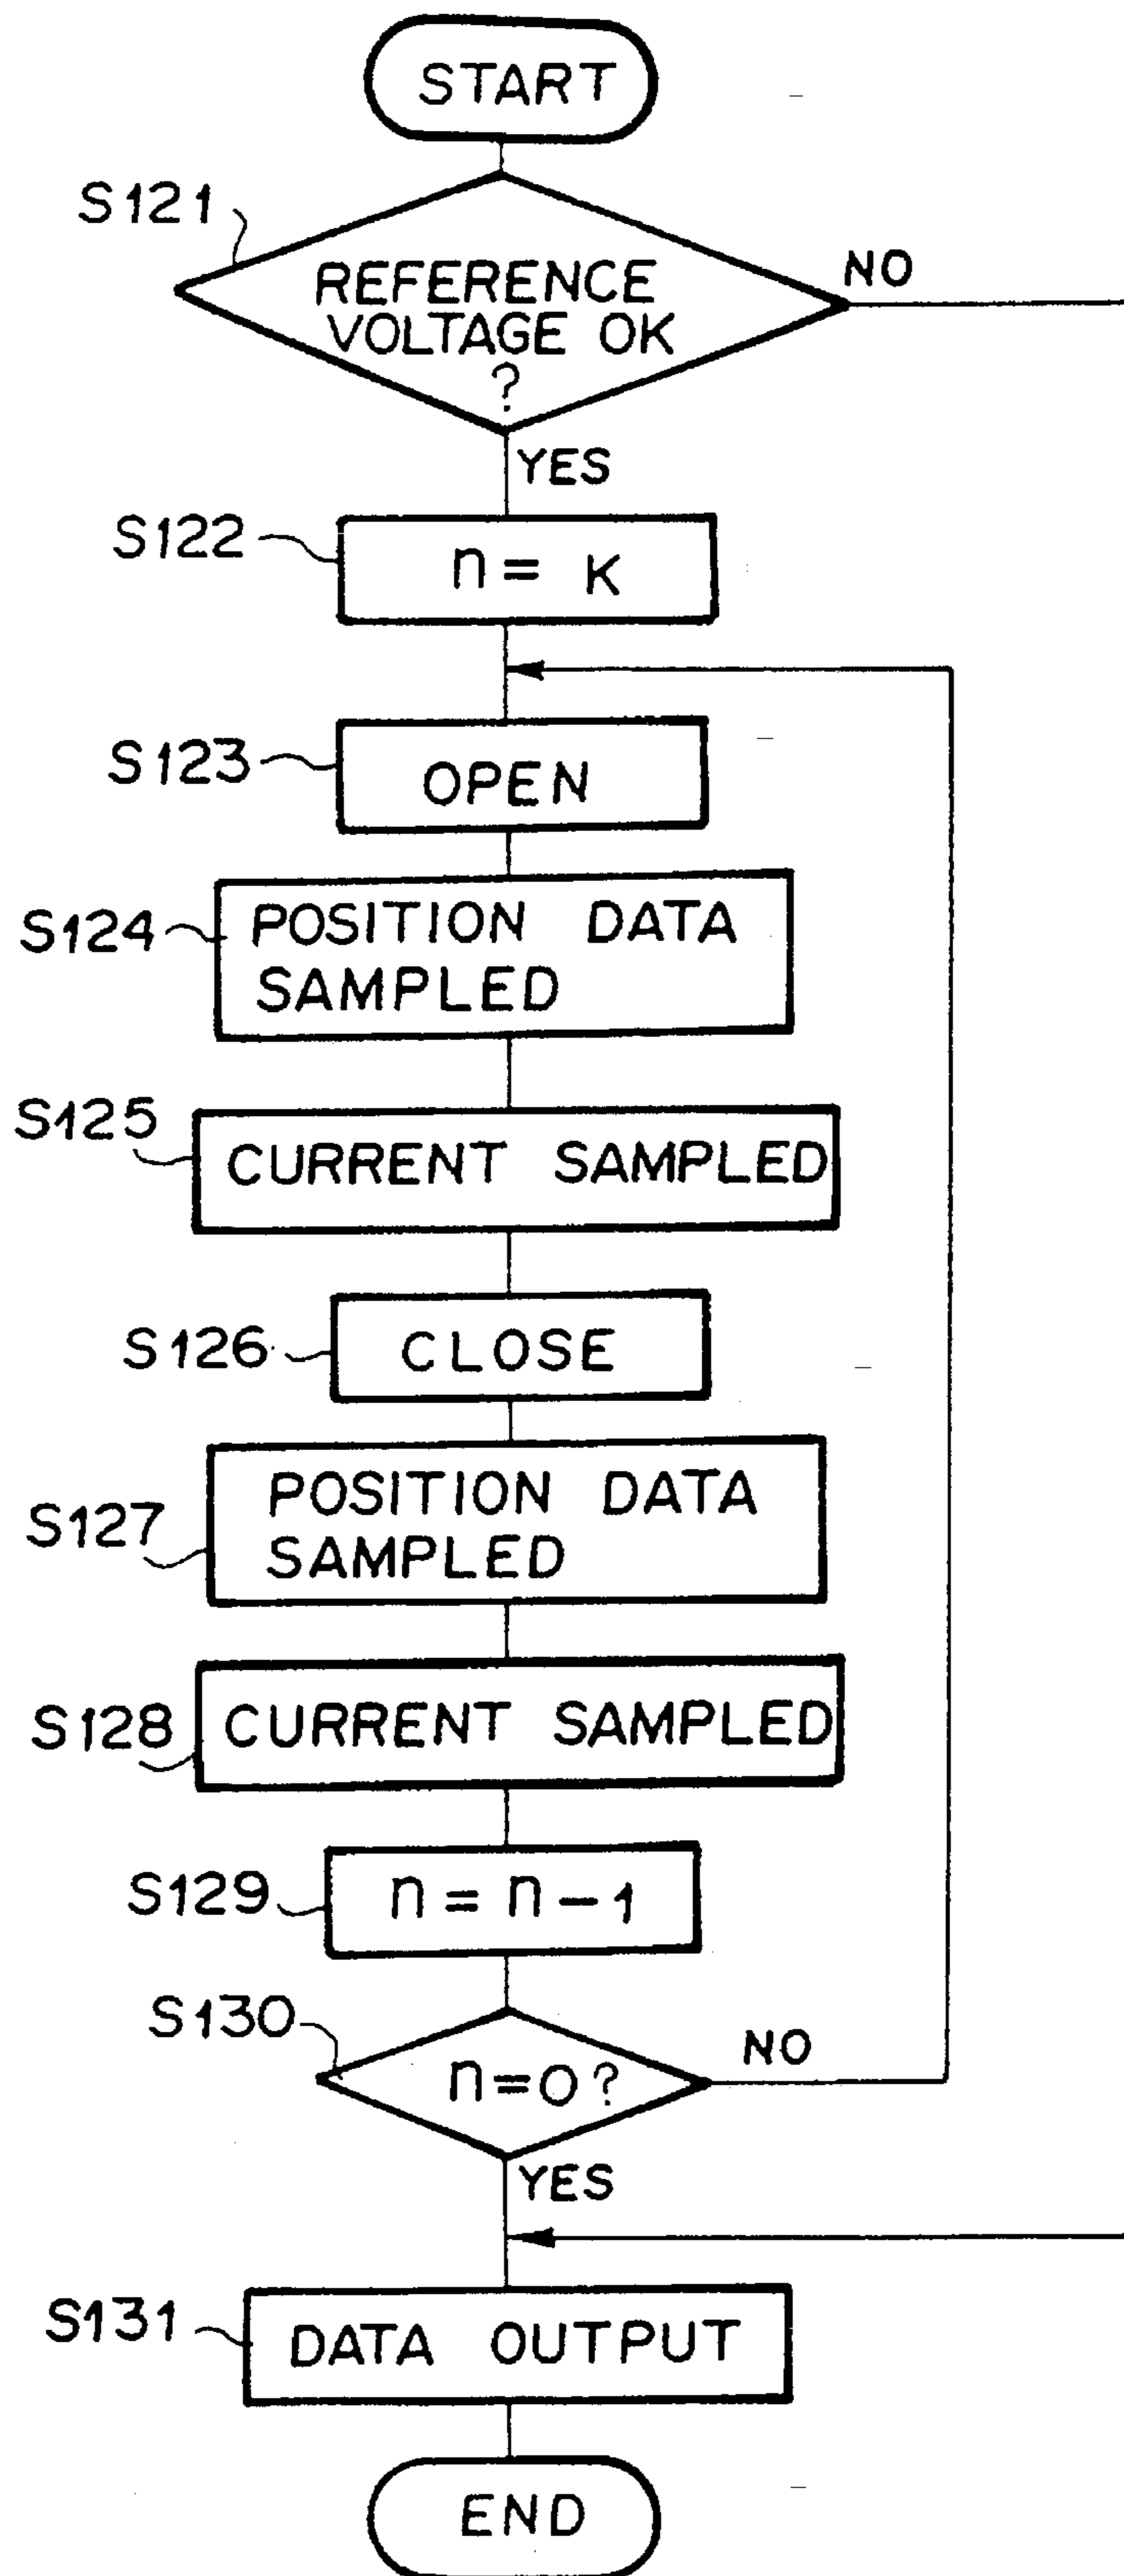 START
S121
REFERENCE
VOLTAGE OK
?
NO
YES
S122
n = K
S123
OPEN
S124
POSITION DATA
SAMPLED
S125
CURRENT SAMPLED
S126
CLOSE
S127
POSITION DATA
SAMPLED
S128
CURRENT SAMPLED
S129
n = n - 1
S130
n = 0 ?
NO
YES
S131
DATA OUTPUT
END